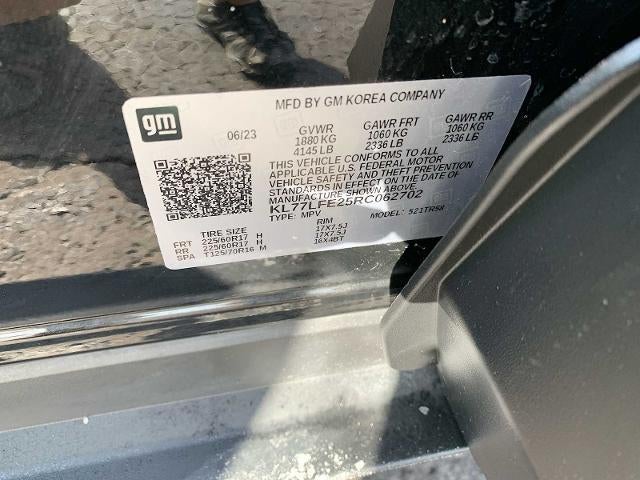 MFD BY GM KOREA COMPANY
gm
06/23
GVWR GAWR FRT GAWR RR
1880 KG 1060 KG 1060 KG
4145 LB 2336 LB 2336 LB
THIS VEHICLE CONFORMS TO ALL
APPLICABLE U.S. FEDERAL MOTOR
VEHICLE SAFETY AND THEFT PREVENTION
STANDARDS IN EFFECT ON THE DATE OF
MANUFACTURE SHOWN ABOVE.
KL77LFE25RC062702
TYPE: MPV MODEL: 521TR58
TIRE SIZE RIM
FRT 225/60R17 H 17X7.5J
RR 225/60R17 H 17X7.5J
SPA T125/70R16 M 16X4BT